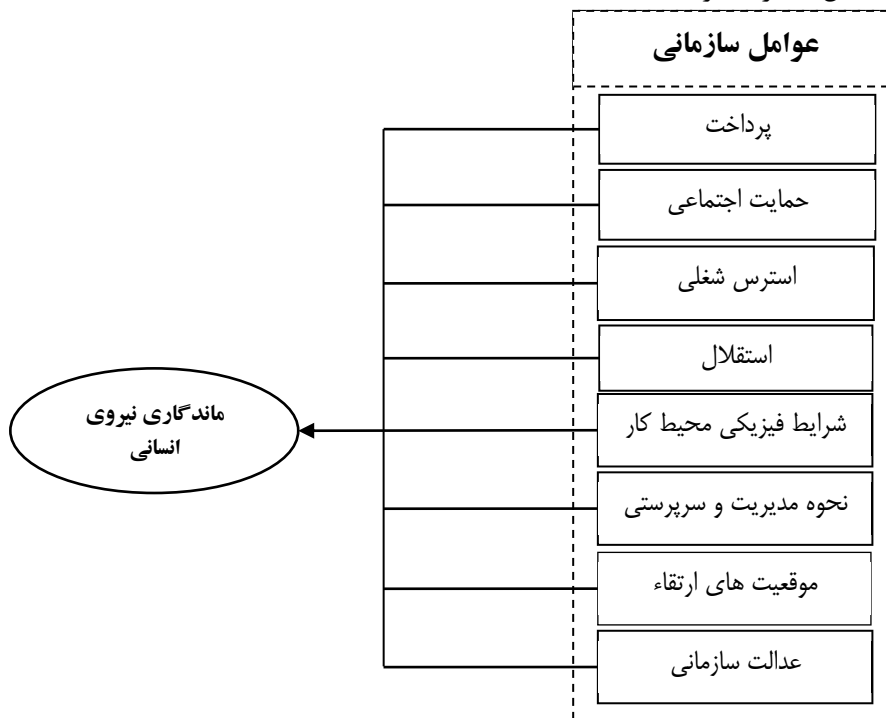 عوامل سازمانی
پرداخت
حمایت اجتماعی
استرس شغلی
استقلال
شرایط فیزیکی محیط کار
نحوه مدیریت و سرپرستی
موقعیت های ارتقاء
عدالت سازمانی
ماندگاری نیروی
انسانی